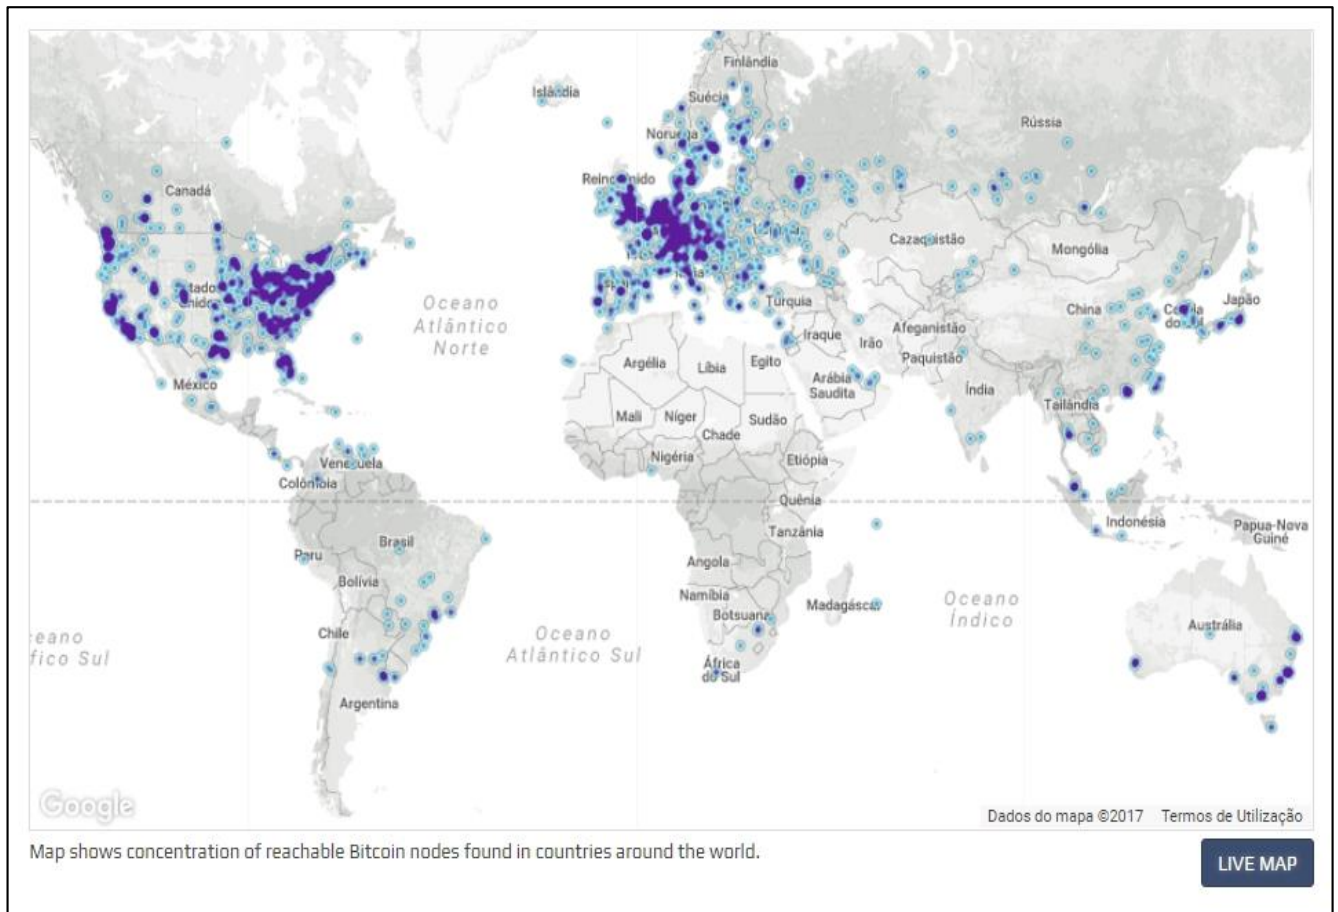 Finlândia
Islândia
Suécia
Noruega
Rússia
Reino Unido
Canadá
Cazaquistão
Mongólia
Oceano
Atlântico
Norte
Turquia
China
Japão
Iraque
Irão
Afeganistão
Paquistão
Argélia
Líbia
Egito
Arábia
Saudita
Índia
México
Tailândia
Mali
Níger
Chade
Sudão
Nigéria
Etiópia
Venezuela
Colômbia
Quênia
Tanzânia
Indonésia
Papua-Nova
Guiné
Peru
Brasil
Angola
Bolívia
Namíbia
Botsuana
Madagáscar
Oceano
Índico
Chile
Oceano
Atlântico Sul
Austrália
África
do Sul
Argentina
Google
Dados do mapa ©2017 Termos de Utilização
Map shows concentration of reachable Bitcoin nodes found in countries around the world.
LIVE MAP